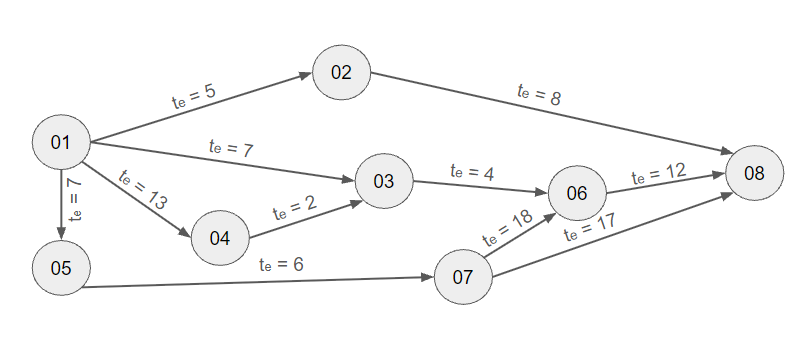 02
tₑ = 5
tₑ = 8
01
tₑ = 7
03
tₑ = 4
tₑ = 12
08
tₑ = 13
tₑ = 7
06
tₑ = 2
04
tₑ = 18
tₑ = 17
05
tₑ = 6
07